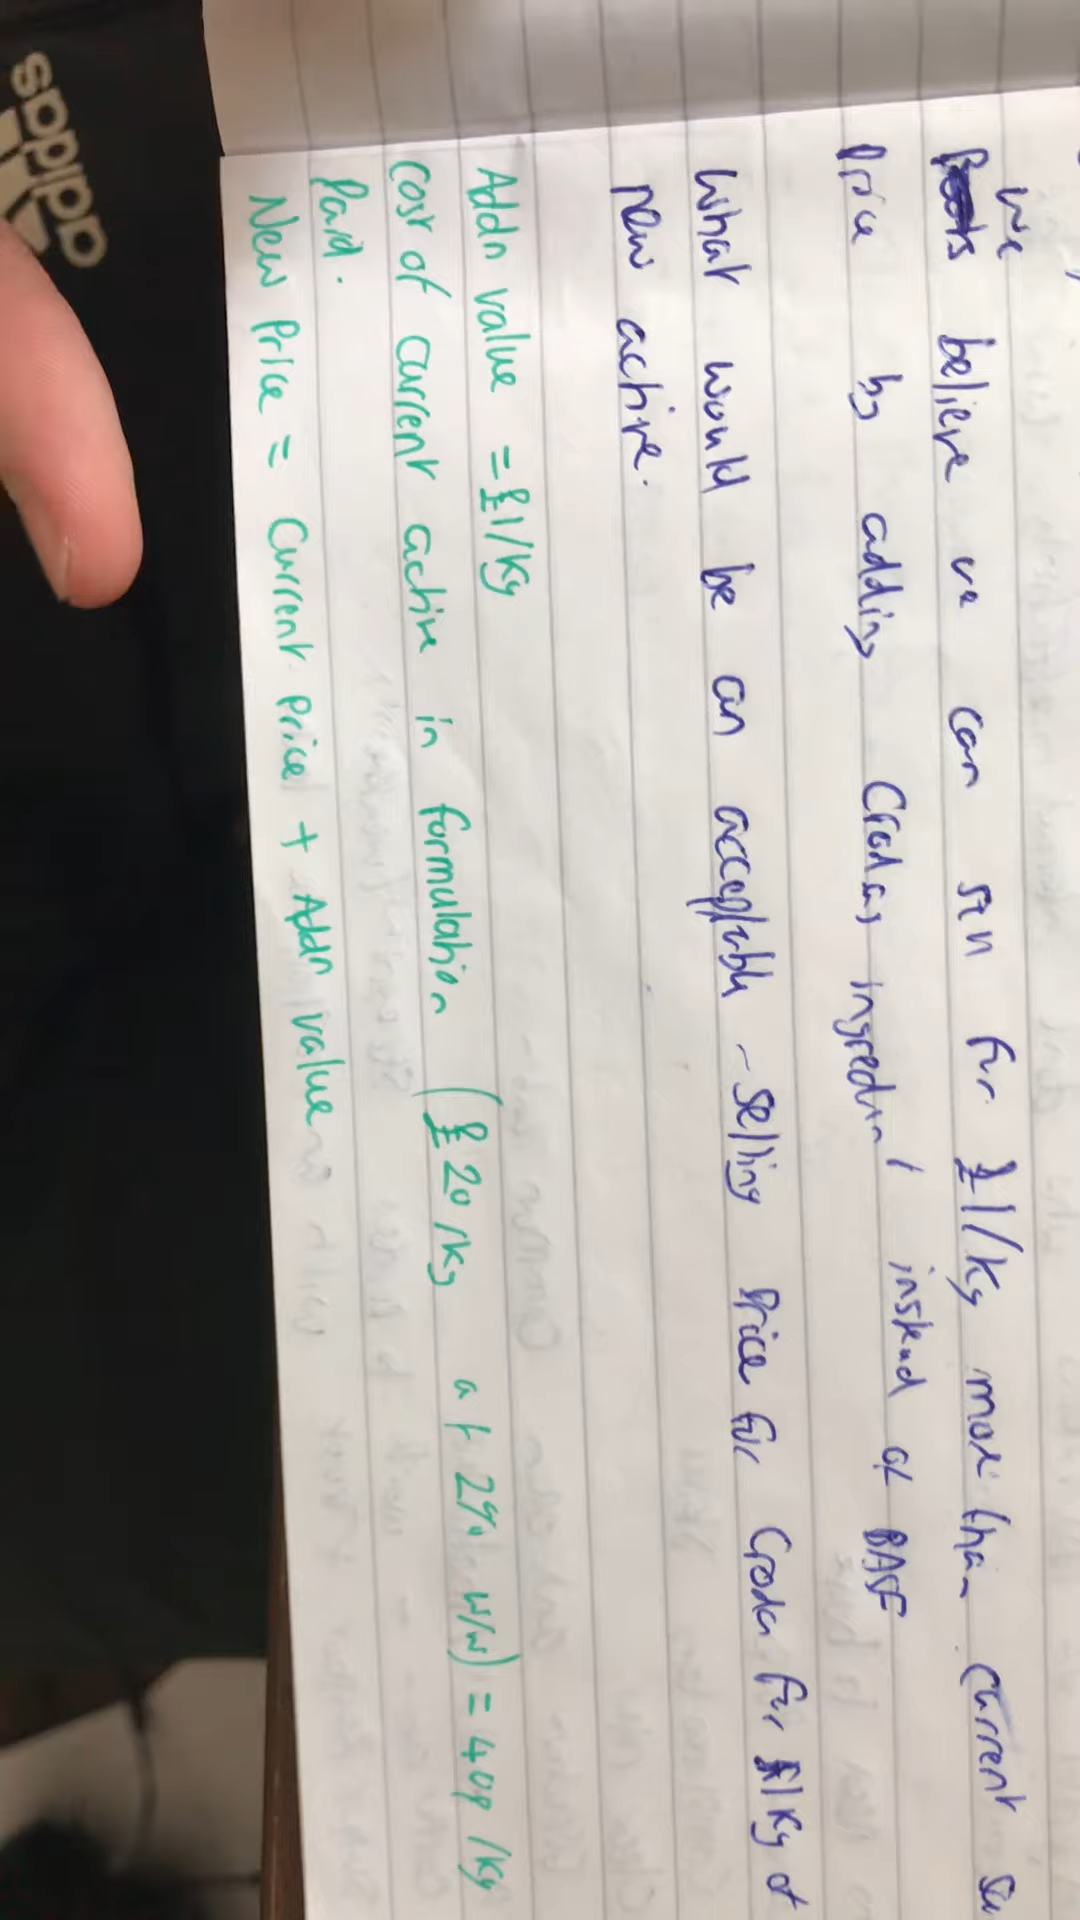 adidas
We
believe we can sell for £1/kg more than current
Price by adding Crodas ingredient instead of BASF
What would be an acceptable - selling Price for Croda for 1kg of
new active.
Addn value = £1/kg
Cost of current active in formulation (£20/kg at 2% w/w) = 40p/kg
Paid.
New Price = Current Price + Addn value